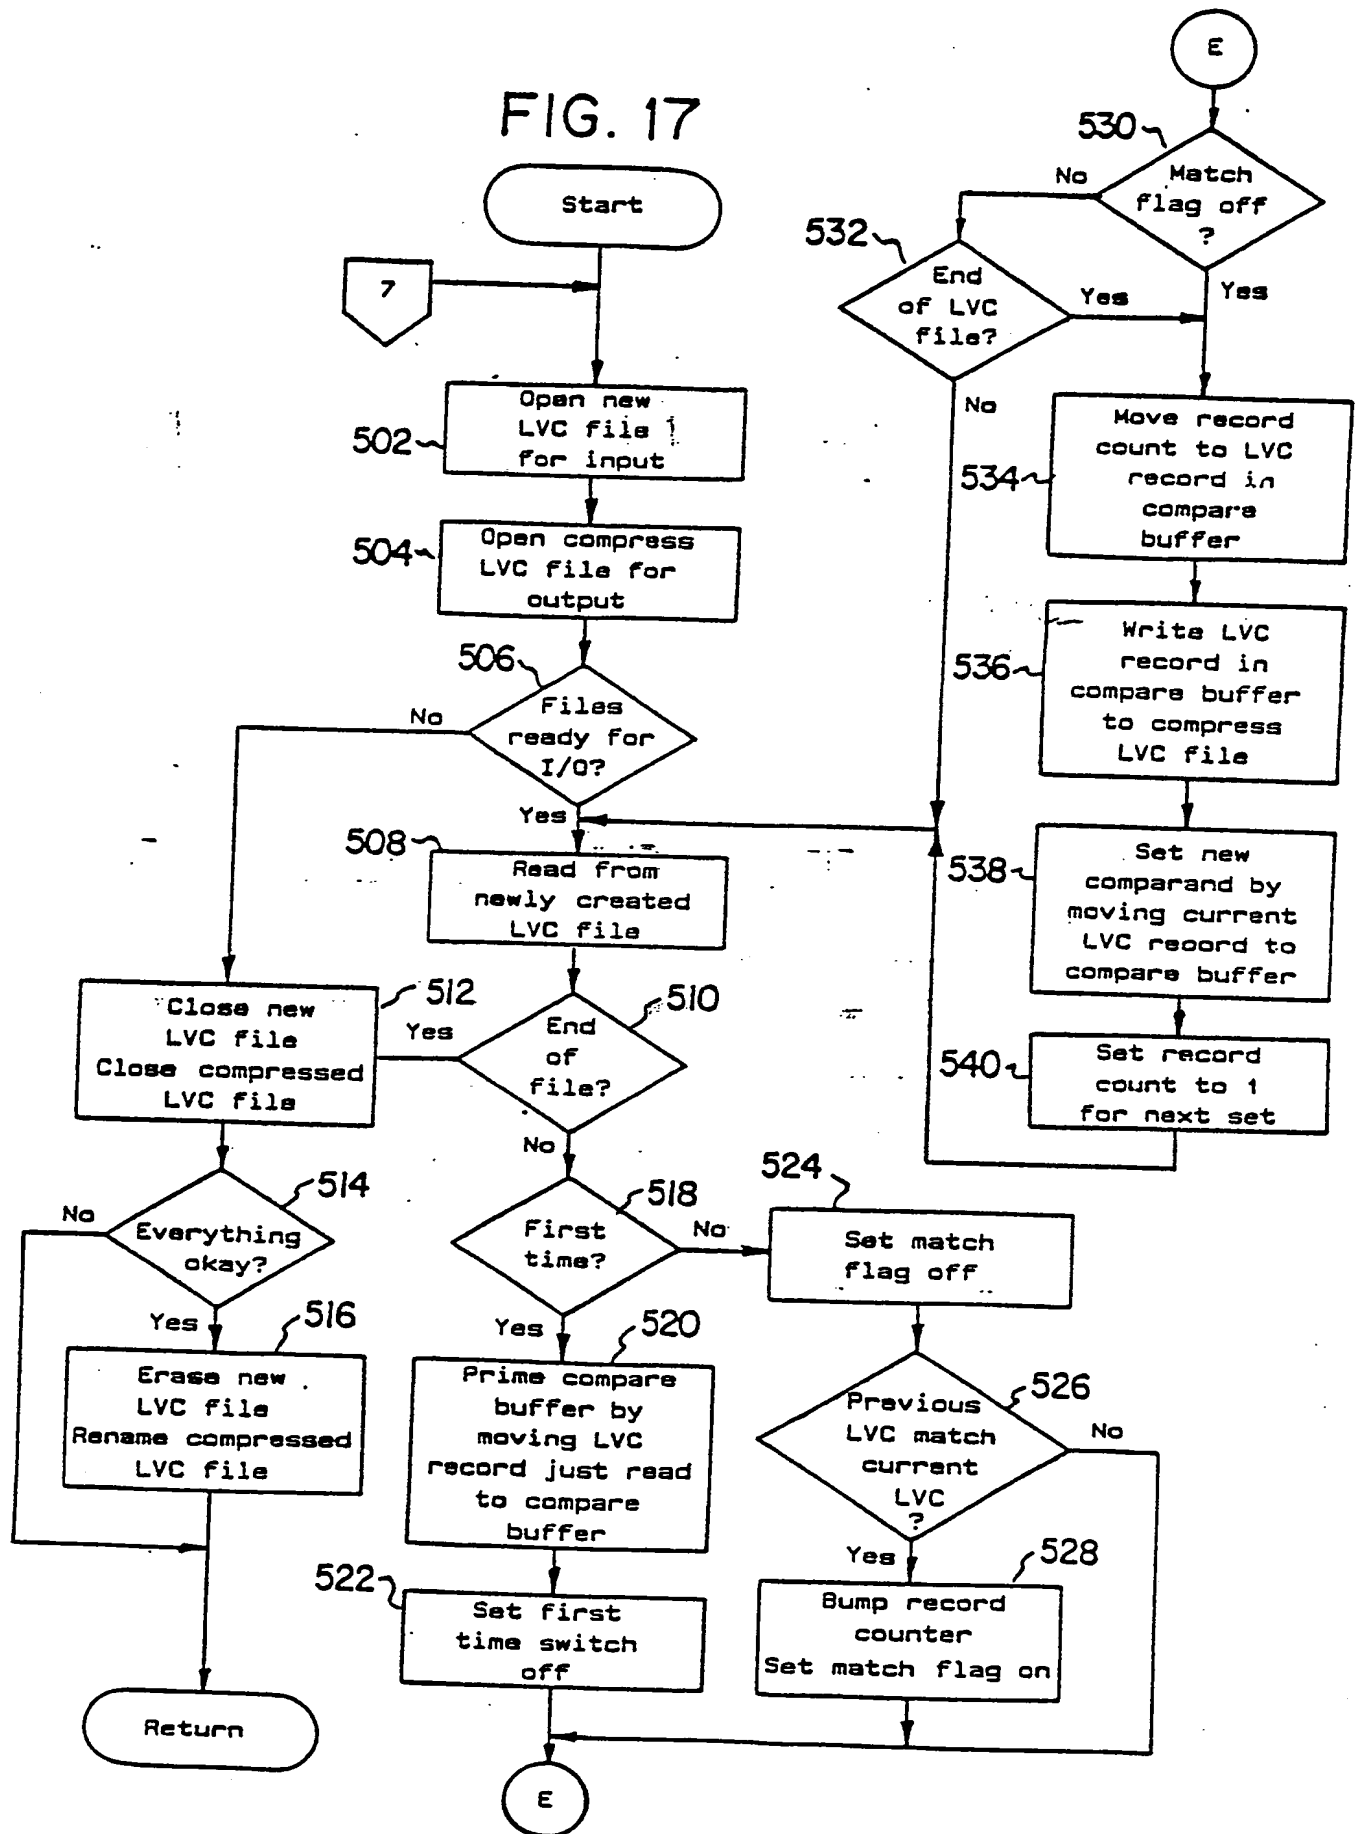 FIG. 17
Start
7
Open new
LVC file
for input
502
Open compress
LVC file for
output
504
506
Files
ready for
I/O?
No
Yes
508
Read from
newly created
LVC file
512
Close new
LVC file
Close compressed
LVC file
Yes
510
End
of
file?
No
514
Everything
okay?
No
Yes
516
Erase new
LVC file
Rename compressed
LVC file
Return
518
First
time?
No
Yes
520
Prime compare
buffer by
moving LVC
record just read
to compare
buffer
522
Set first
time switch
off
E
524
Set match
flag off
526
Previous
LVC match
current
LVC
?
No
Yes
528
Bump record
counter
Set match flag on
E
530
Match
flag off
?
No
Yes
532
End
of LVC
file?
Yes
No
534
Move record
count to LVC
record in
compare
buffer
536
Write LVC
record in
compare buffer
to compress
LVC file
538
Set new
comparand by
moving current
LVC record to
compare buffer
540
Set record
count to 1
for next set